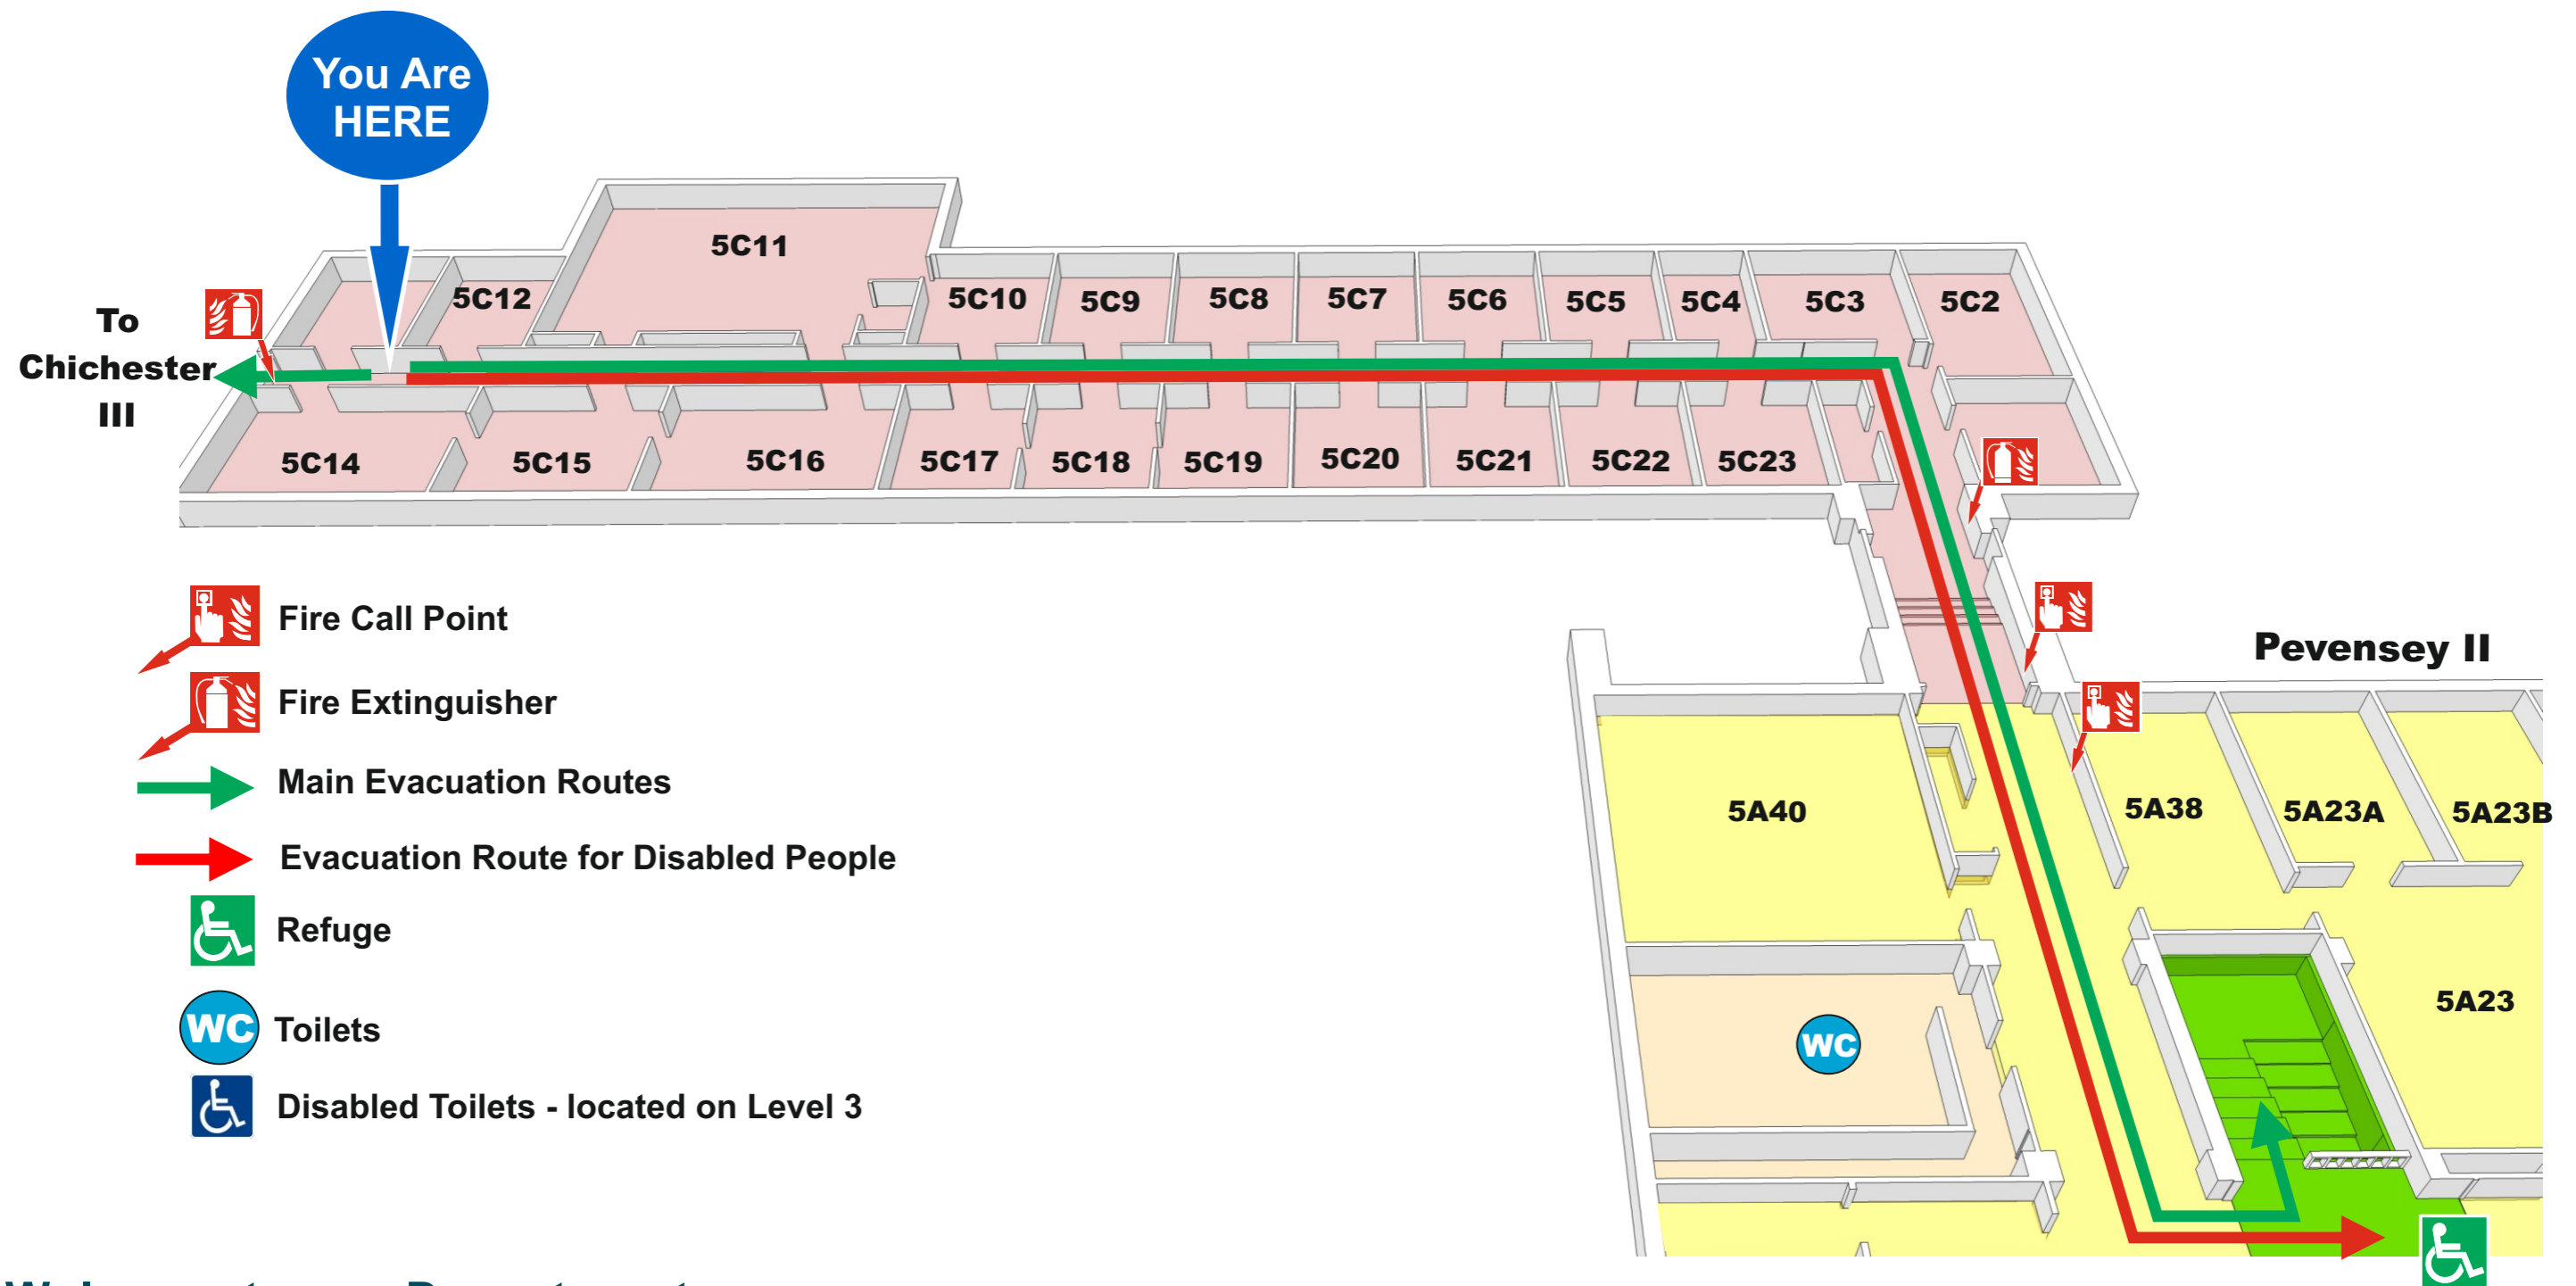 You Are
HERE
To
Chichester
III
5C11
5C12
5C10
5C9
5C8
5C7
5C6
5C5
5C4
5C3
5C2
5C14
5C15
5C16
5C17
5C18
5C19
5C20
5C21
5C22
5C23
Fire Call Point
Fire Extinguisher
Main Evacuation Routes
Evacuation Route for Disabled People
Refuge
WC Toilets
Disabled Toilets - located on Level 3
Pevensey II
5A40
5A38
5A23A
5A23B
5A23
WC